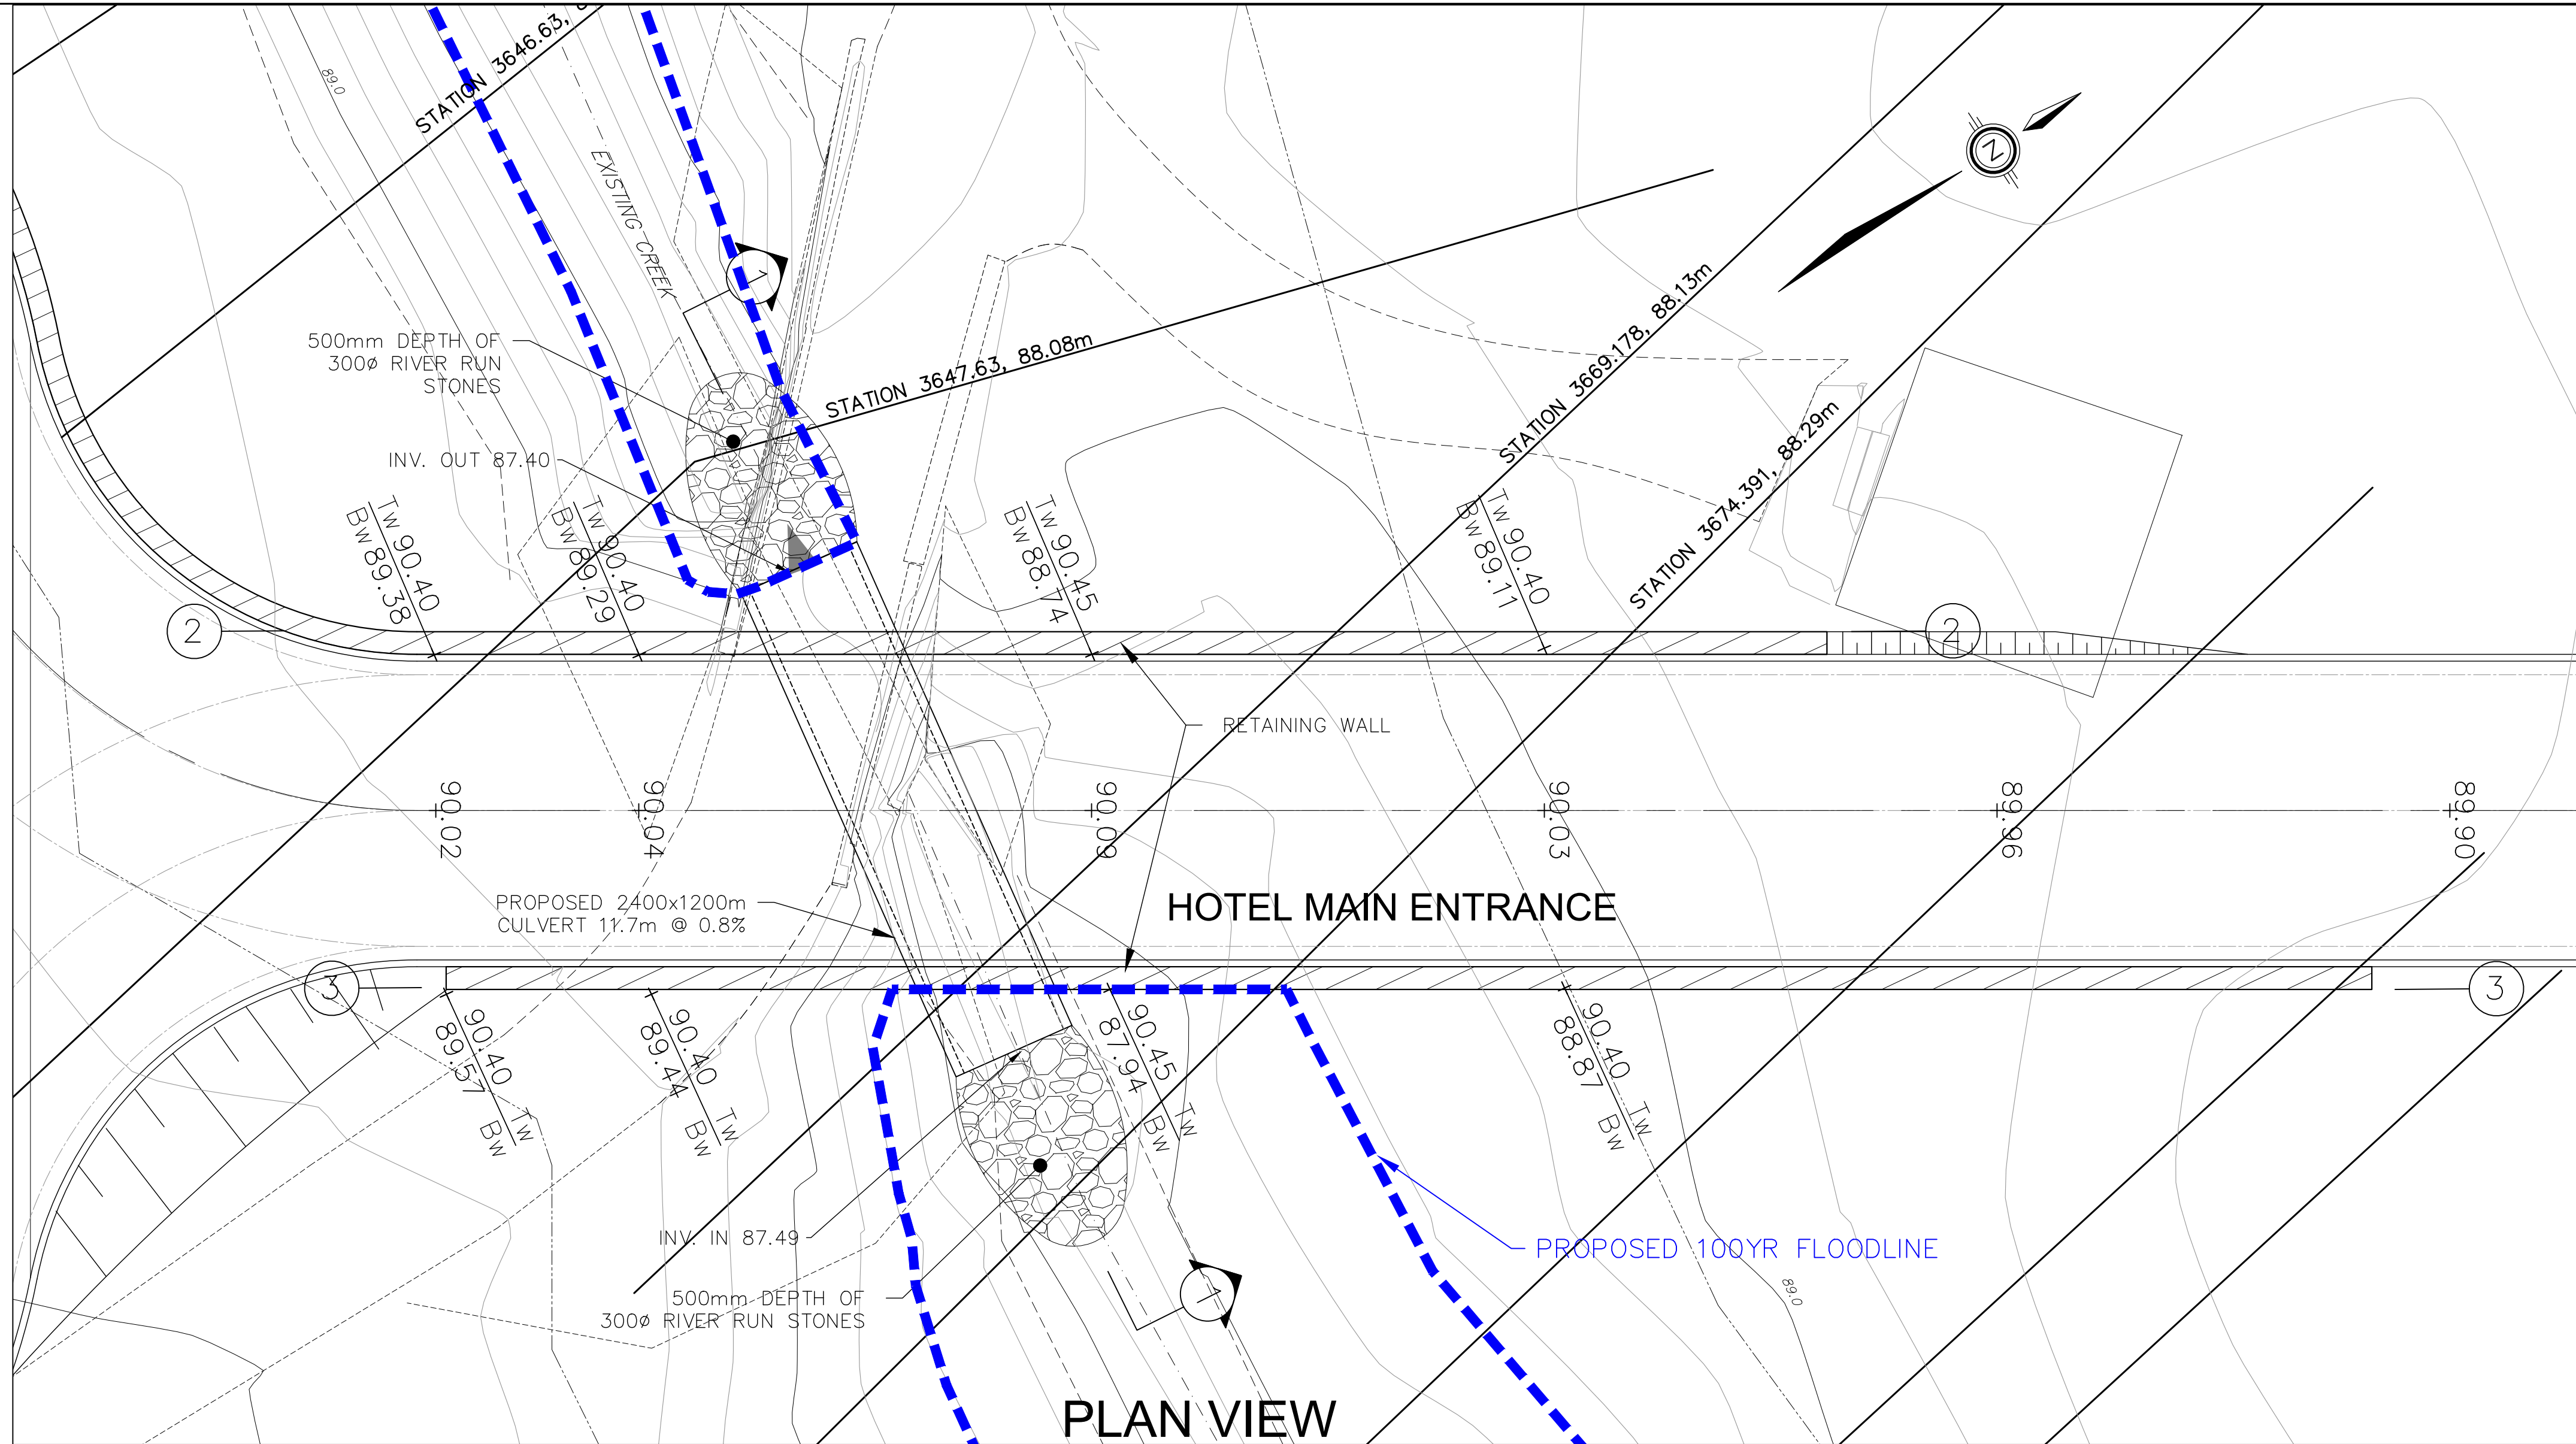 STATION 3646.63,
89.0
EXISTING CREEK
N
1
500mm DEPTH OF
300ø RIVER RUN
STONES
STATION 3647.63, 88.08m
STATION 3669.178, 88.13m
STATION 3674.391, 88.29m
INV. OUT 87.40
Tw 90.40
Bw 89.38
Tw 90.40
Bw 89.29
Tw 90.45
Bw 88.74
Tw 90.40
Bw 89.11
2
2
RETAINING WALL
90.02
90.04
90.09
90.03
89.96
89.90
PROPOSED 2400x1200m
CULVERT 11.7m @ 0.8%
HOTEL MAIN ENTRANCE
3
3
90.40 Tw
89.57 Bw
90.40 Tw
89.44 Bw
90.45 Tw
87.94 Bw
90.40 Tw
88.87 Bw
INV. IN 87.49
PROPOSED 100YR FLOODLINE
500mm DEPTH OF
300ø RIVER RUN STONES
1
89.0
PLAN VIEW